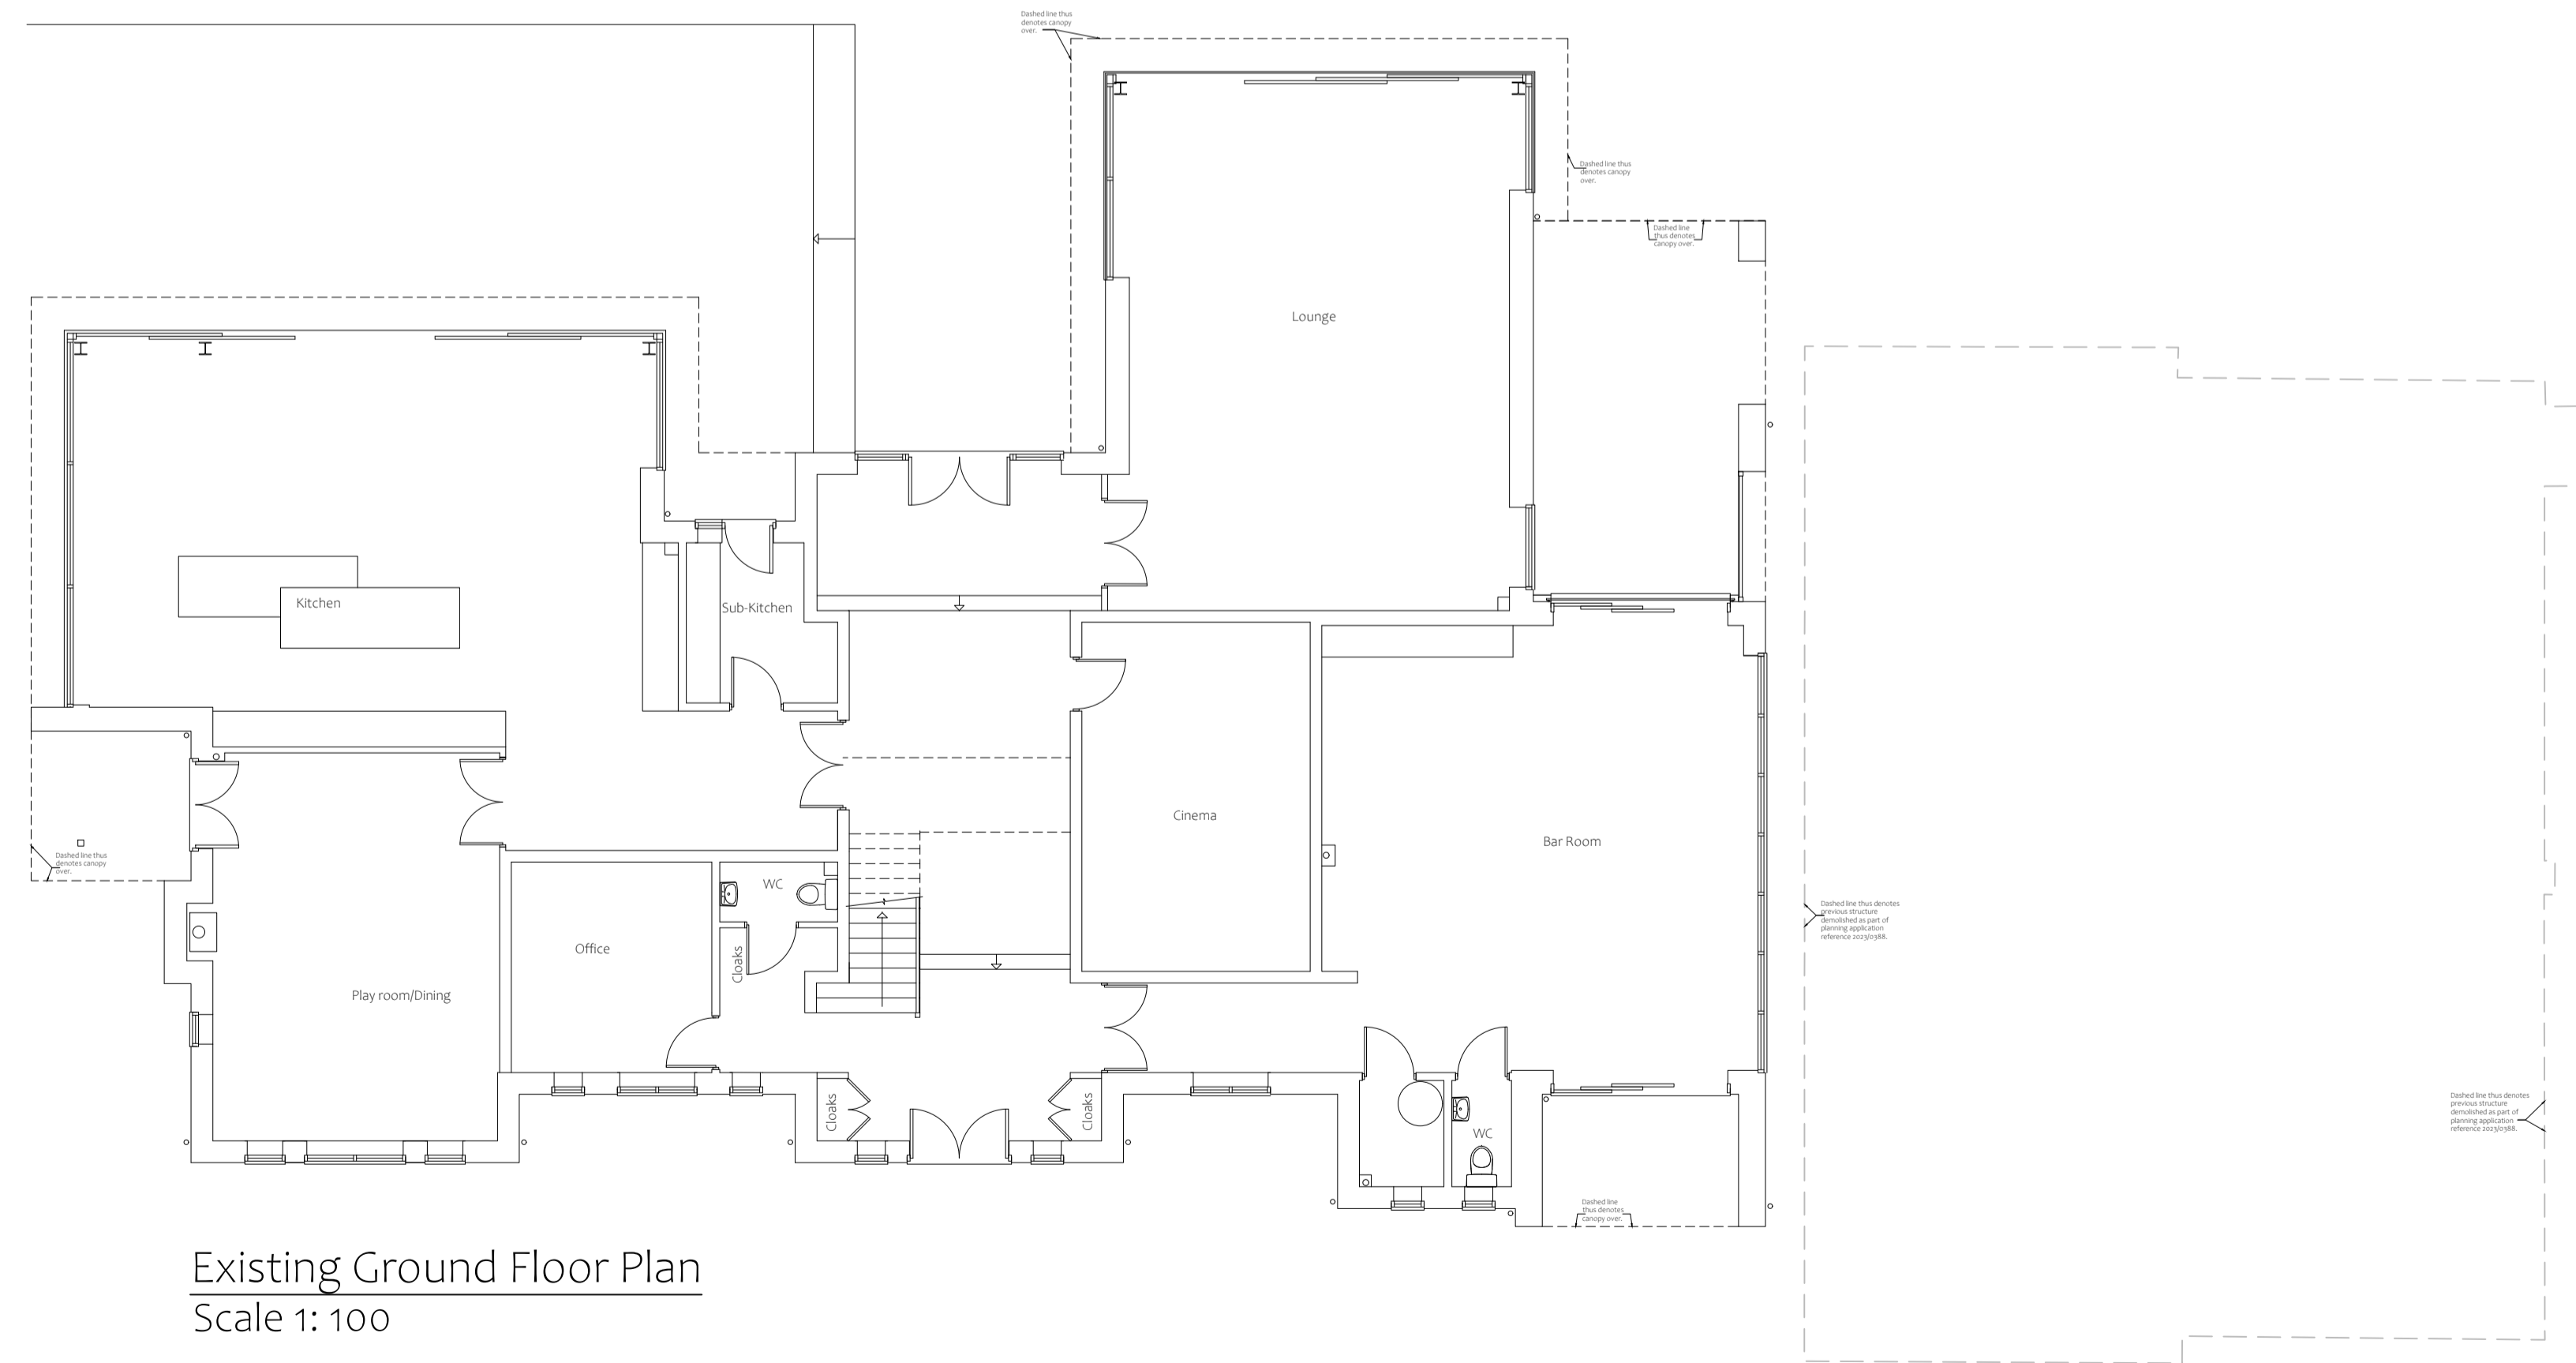 Dashed line thus
denotes canopy
over.
Dashed line thus
denotes canopy
over.
Dashed line
thus denotes
canopy over.
Lounge
Kitchen
Sub-Kitchen
Cinema
Bar Room
Dashed line thus
denotes canopy
over.
WC
Office
Cloaks
Play room/Dining
Dashed line thus denotes
previous structure
demolished as part of
planning application
reference 2023/0388.
Cloaks
Cloaks
WC
Dashed line thus denotes
previous structure
demolished as part of
planning application
reference 2023/0388.
Dashed line
thus denotes
canopy over.
Existing Ground Floor Plan
Scale 1: 100